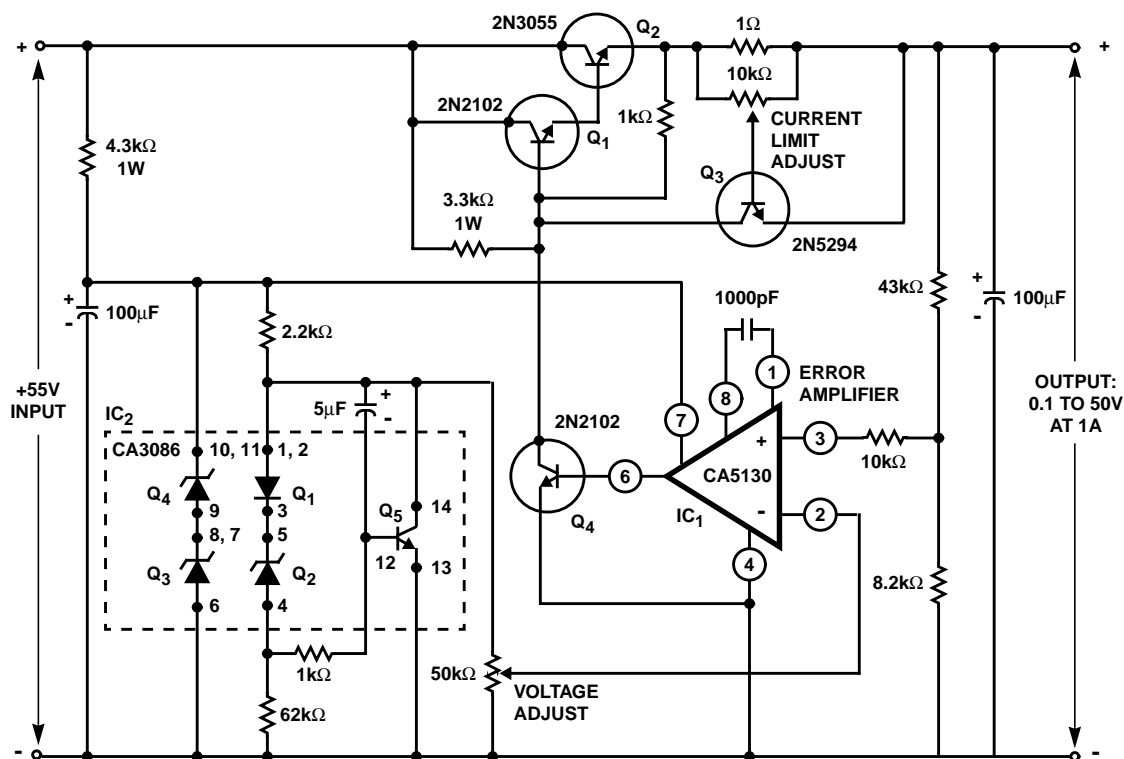 2N3055
Q2
1Ω
+
+
10kΩ
2N2102
Q1
1kΩ
CURRENT
LIMIT
ADJUST
4.3kΩ
1W
3.3kΩ
1W
Q3
2N5294
+
-
100μF
2.2kΩ
1000pF
43kΩ
+
-
100μF
+55V
INPUT
5μF
+
-
1
ERROR
AMPLIFIER
8
7
OUTPUT:
0.1 TO 50V
AT 1A
IC2
CA3086
10, 11
1, 2
2N2102
+
3
10kΩ
CA5130
6
Q4
Q1
14
9
3
Q5
IC1
-
2
8, 7
5
Q4
12
13
4
Q3
Q2
6
4
8.2kΩ
1kΩ
50kΩ
VOLTAGE
ADJUST
62kΩ
-
-